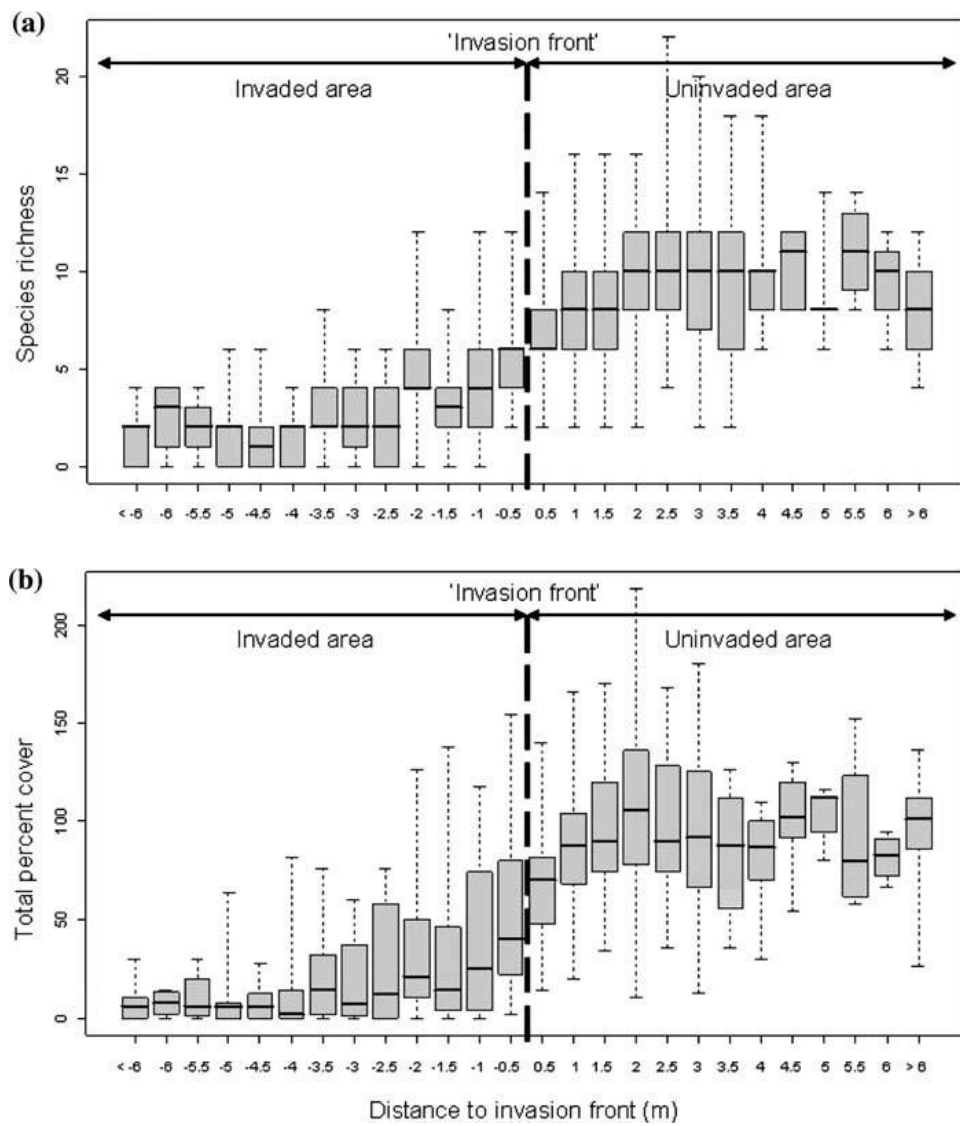 (a)
'Invasion front'
Invaded area
Uninvaded area
Species richness
20
15
10
5
0
< -6 -6 -5.5 -5 -4.5 -4 -3.5 -3 -2.5 -2 -1.5 -1 -0.5 0.5 1 1.5 2 2.5 3 3.5 4 4.5 5 5.5 6 > 6
(b)
'Invasion front'
Invaded area
Uninvaded area
Total percent cover
200
150
100
50
0
< -6 -6 -5.5 -5 -4.5 -4 -3.5 -3 -2.5 -2 -1.5 -1 -0.5 0.5 1 1.5 2 2.5 3 3.5 4 4.5 5 5.5 6 > 6
Distance to invasion front (m)